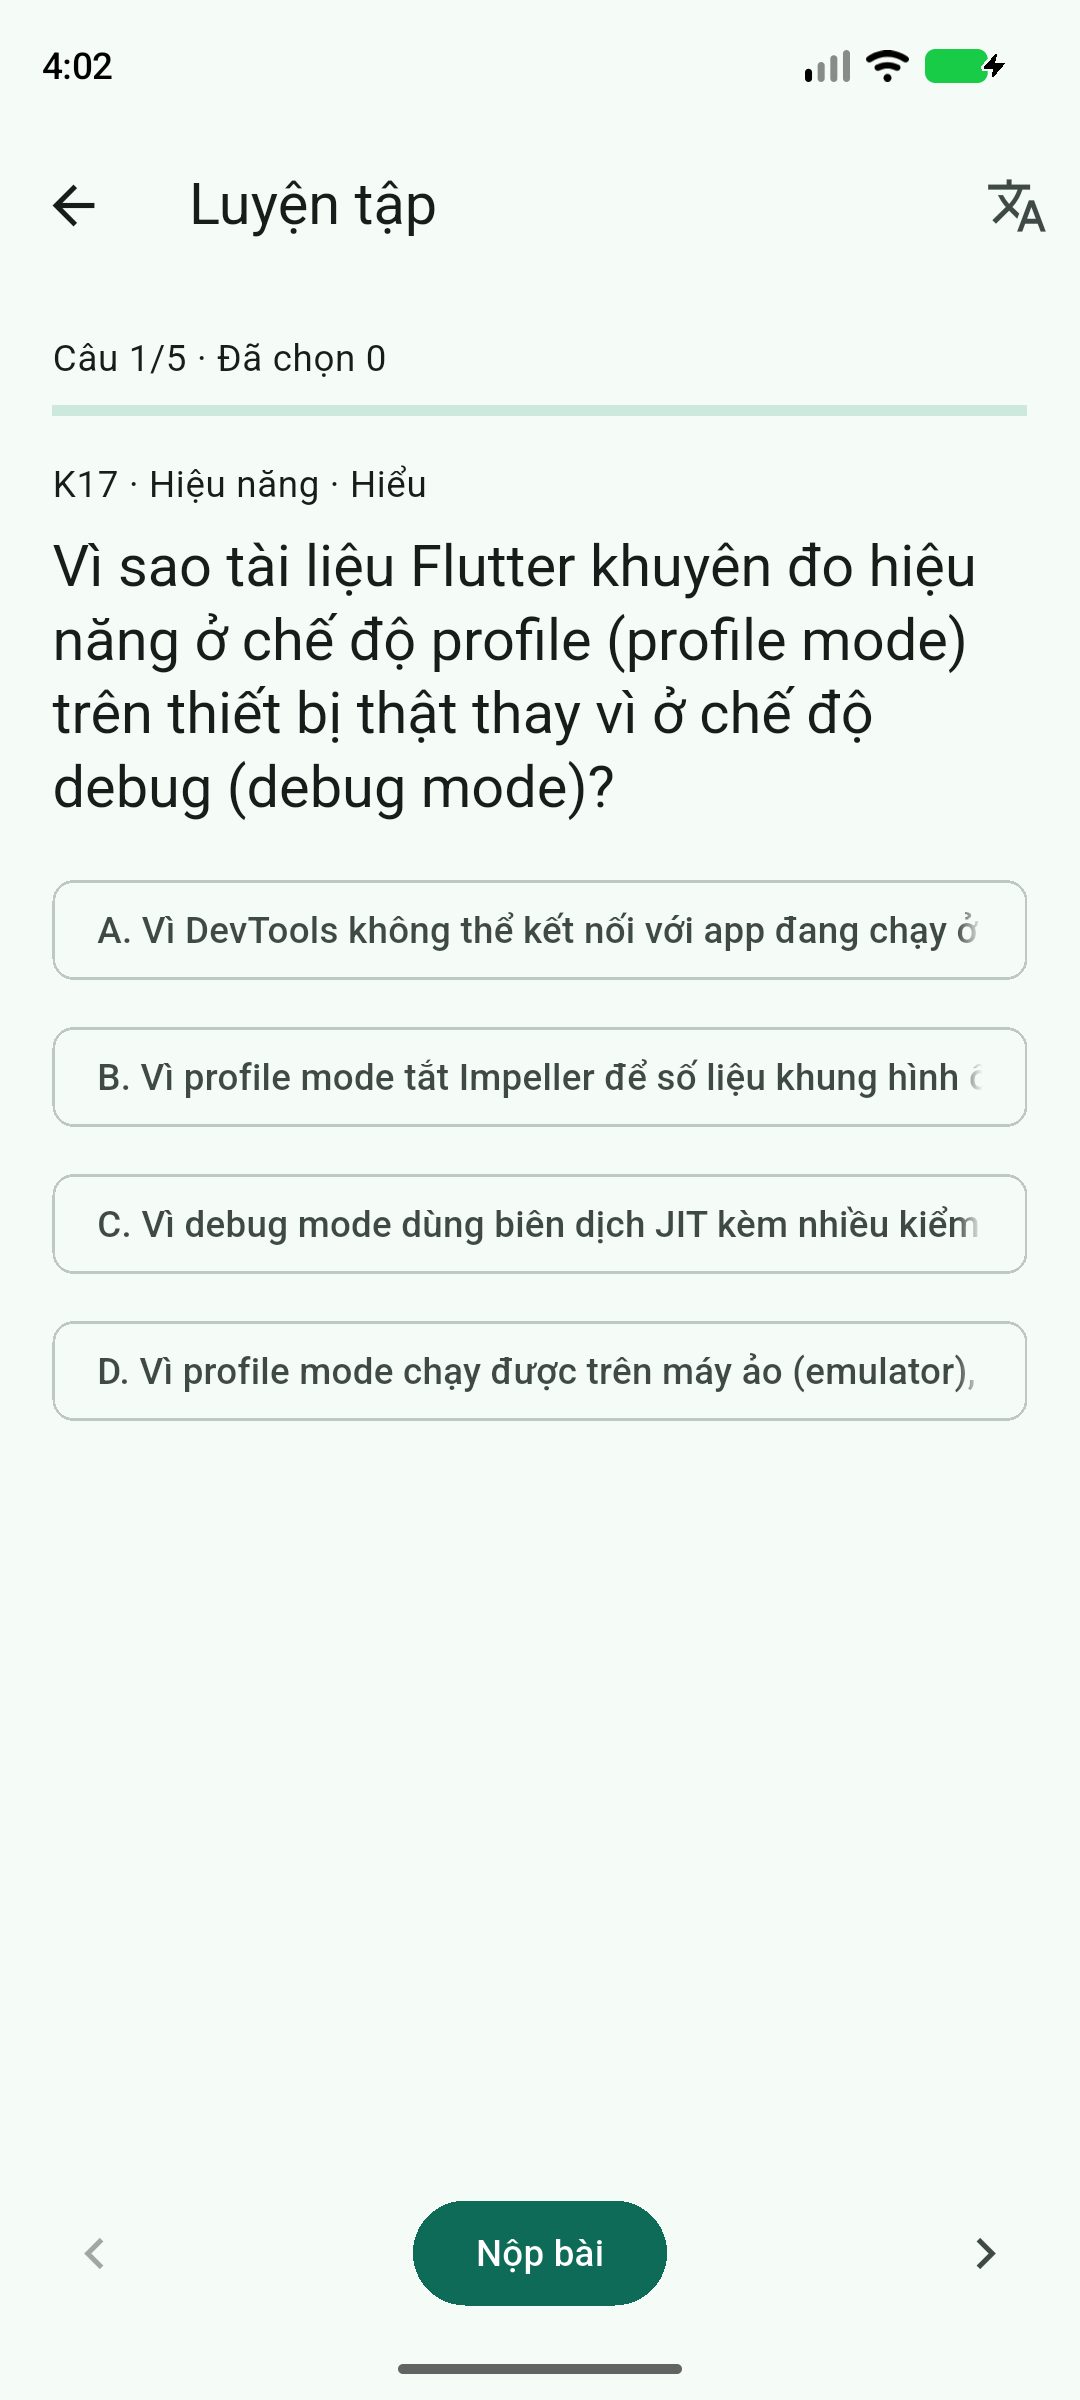 4:02
Luyện tập
Câu 1/5 · Đã chọn 0
K17 · Hiệu năng · Hiểu
Vì sao tài liệu Flutter khuyên đo hiệu
năng ở chế độ profile (profile mode)
trên thiết bị thật thay vì ở chế độ
debug (debug mode)?
A. Vì DevTools không thể kết nối với app đang chạy ở
B. Vì profile mode tắt Impeller để số liệu khung hình
C. Vì debug mode dùng biên dịch JIT kèm nhiều kiểm
D. Vì profile mode chạy được trên máy ảo (emulator),
Nộp bài